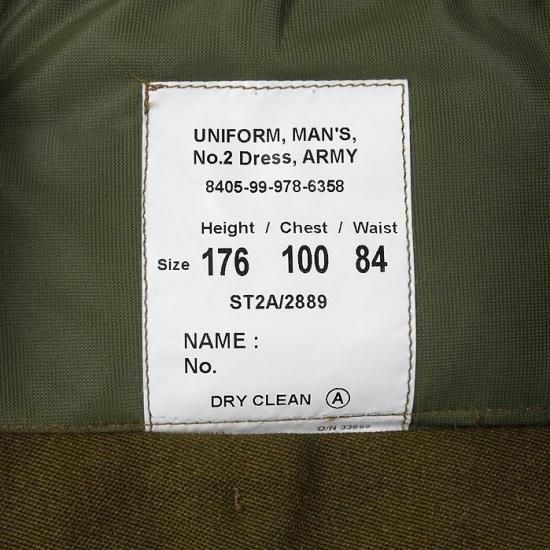 UNIFORM, MAN'S,
No.2 Dress, ARMY
8405-99-978-6358
Height / Chest / Waist
Size 176 100 84
ST2A/2889
NAME :
No.
DRY CLEAN A
O/N